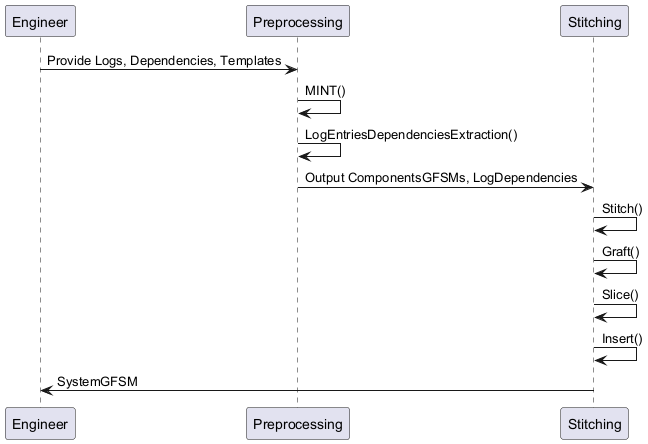 Engineer
Preprocessing
Stitching
Provide Logs, Dependencies, Templates
MINT()
LogEntriesDependenciesExtraction()
Output ComponentsGFSMs, LogDependencies
Stitch()
Graft()
Slice()
Insert()
SystemGFSM
Engineer
Preprocessing
Stitching